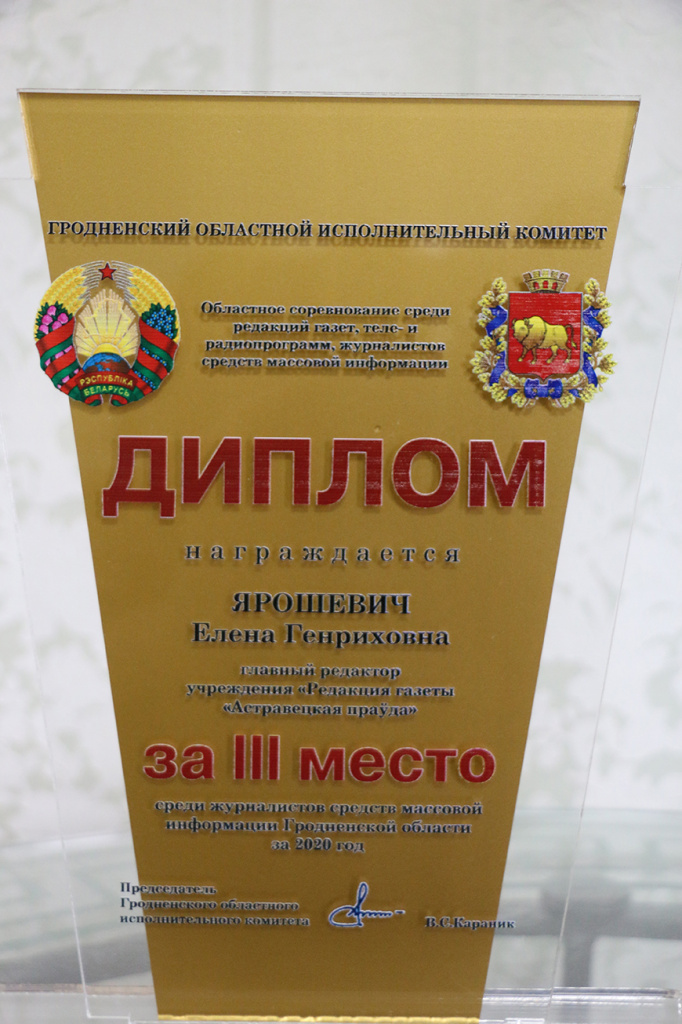 ГРОДНЕНСКИЙ ОБЛАСТНОЙ ИСПОЛНИТЕЛЬНЫЙ КОМИТЕТ
Областное соревнование среди
редакций газет, теле- и
радиопрограмм, журналистов
средств массовой информации
РЭСПУБЛІКА
БЕЛАРУСЬ
ДИПЛОМ
награждается
ЯРОШЕВИЧ
Елена Генриховна
главный редактор
учреждения «Редакция газеты
«Астравецкая праўда»
за III место
среди журналистов средств массовой
информации Гродненской области
за 2020 год
Председатель
Гродненского областного
исполнительного комитета
В.С.Караник